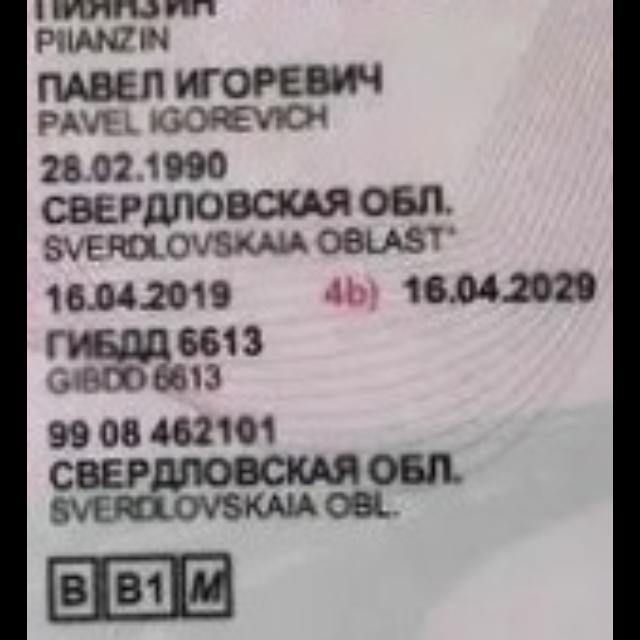 ПИЯНЗИН
PIIANZIN
ПАВЕЛ ИГОРЕВИЧ
PAVEL IGOREVICH
28.02.1990
СВЕРДЛОВСКАЯ ОБЛ.
SVERDLOVSKAIA OBLAST'
16.04.2019 4b) 16.04.2029
ГИБДД 6613
GIBDD 6613
99 08 462101
СВЕРДЛОВСКАЯ ОБЛ.
SVERDLOVSKAIA OBL.
B B1 M